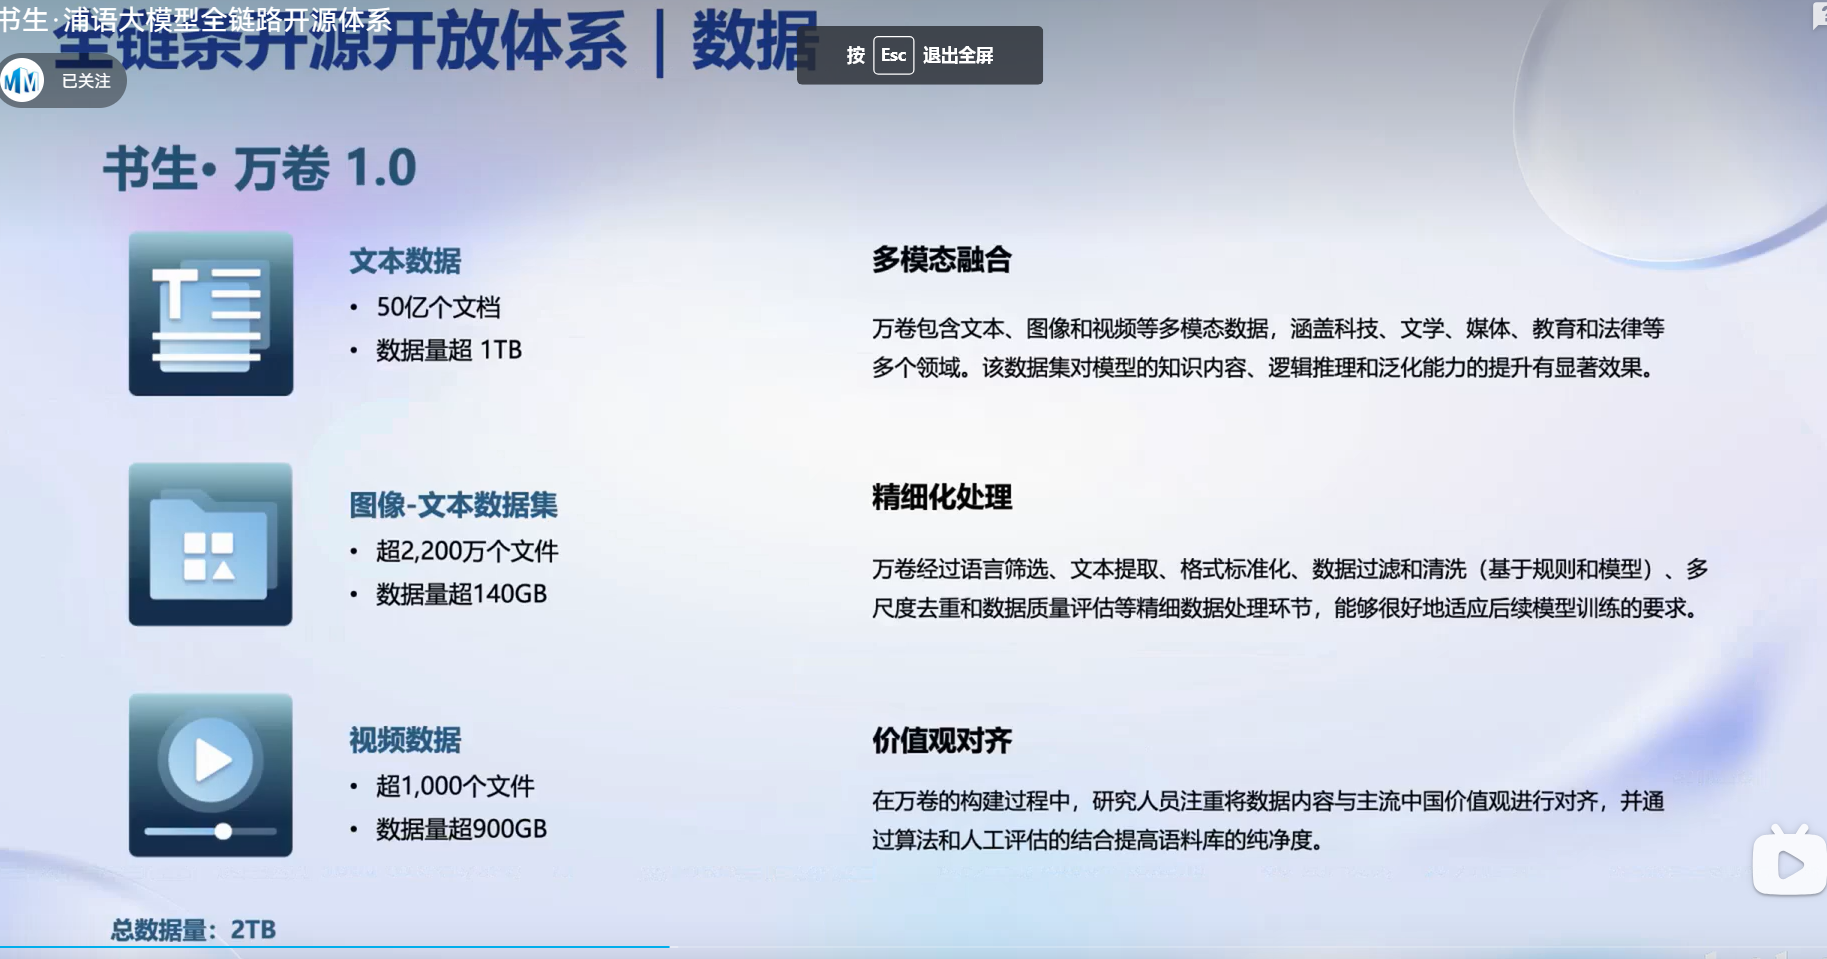 书生·浦语大模型全链路开源体系
全链条开源开放体系｜数据
按 Esc 退出全屏
已关注
书生·万卷 1.0
文本数据
• 50亿个文档
• 数据量超 1TB
多模态融合
万卷包含文本、图像和视频等多模态数据，涵盖科技、文学、媒体、教育和法律等
多个领域。该数据集对模型的知识内容、逻辑推理和泛化能力的提升有显著效果。
图像-文本数据集
• 超2,200万个文件
• 数据量超140GB
精细化处理
万卷经过语言筛选、文本提取、格式标准化、数据过滤和清洗（基于规则和模型）、多
尺度去重和数据质量评估等精细数据处理环节，能够很好地适应后续模型训练的要求。
视频数据
• 超1,000个文件
• 数据量超900GB
价值观对齐
在万卷的构建过程中，研究人员注重将数据内容与主流中国价值观进行对齐，并通
过算法和人工评估的结合提高语料库的纯净度。
总数据量：2TB